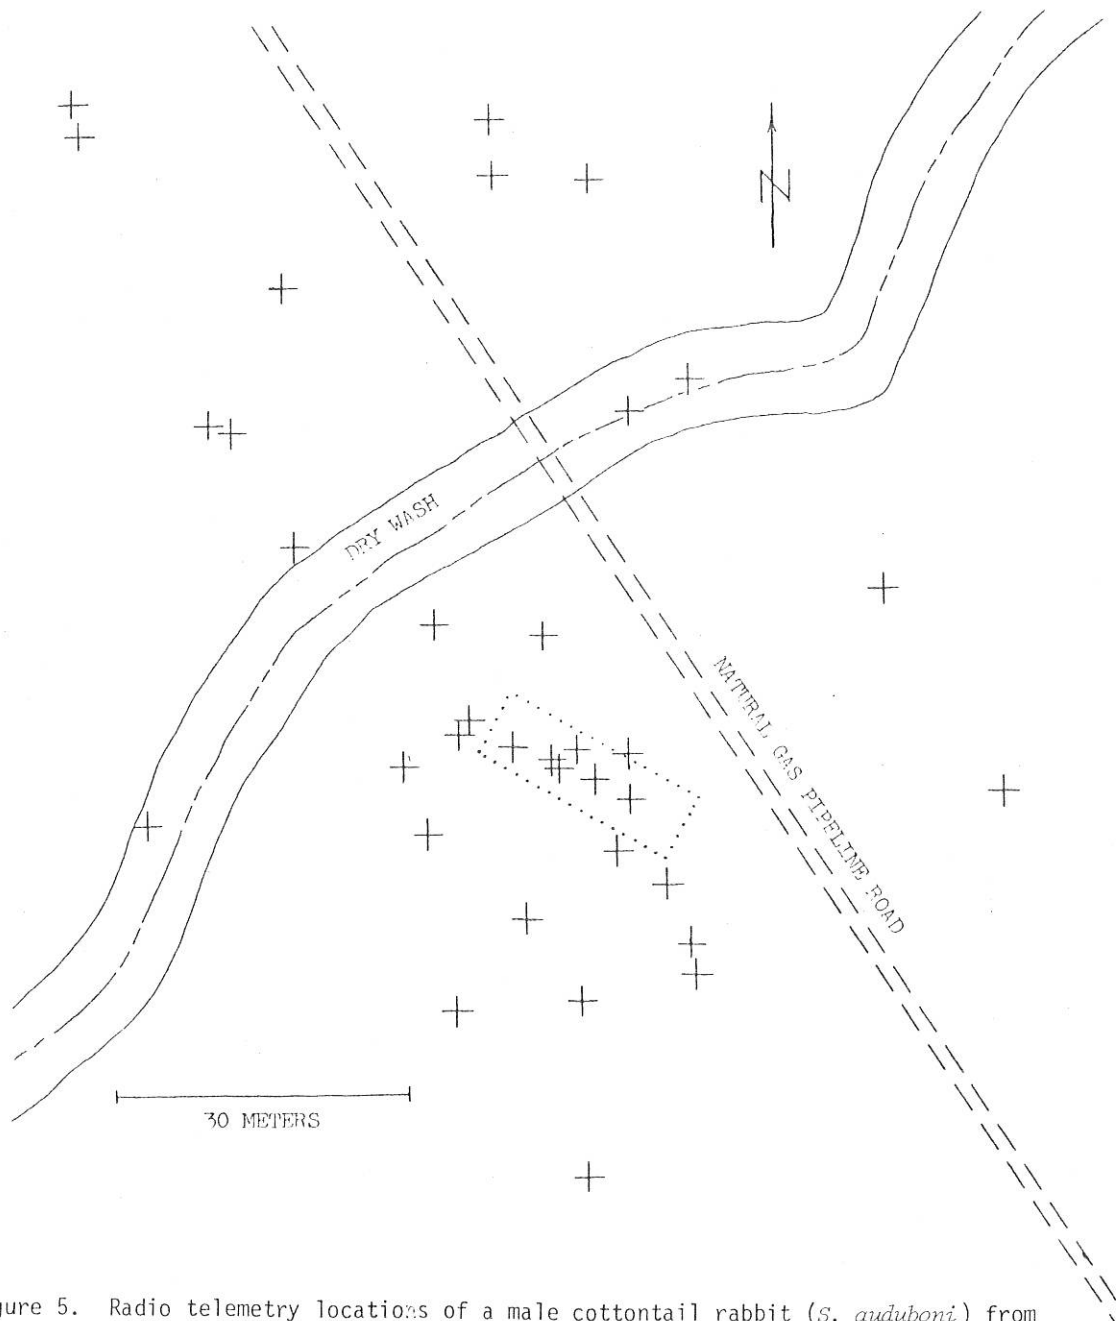 N
DRY WASH
NATURAL GAS PIPELINE ROAD
30 METERS
gure 5. Radio telemetry locations of a male cottontail rabbit (S. auduboni) from